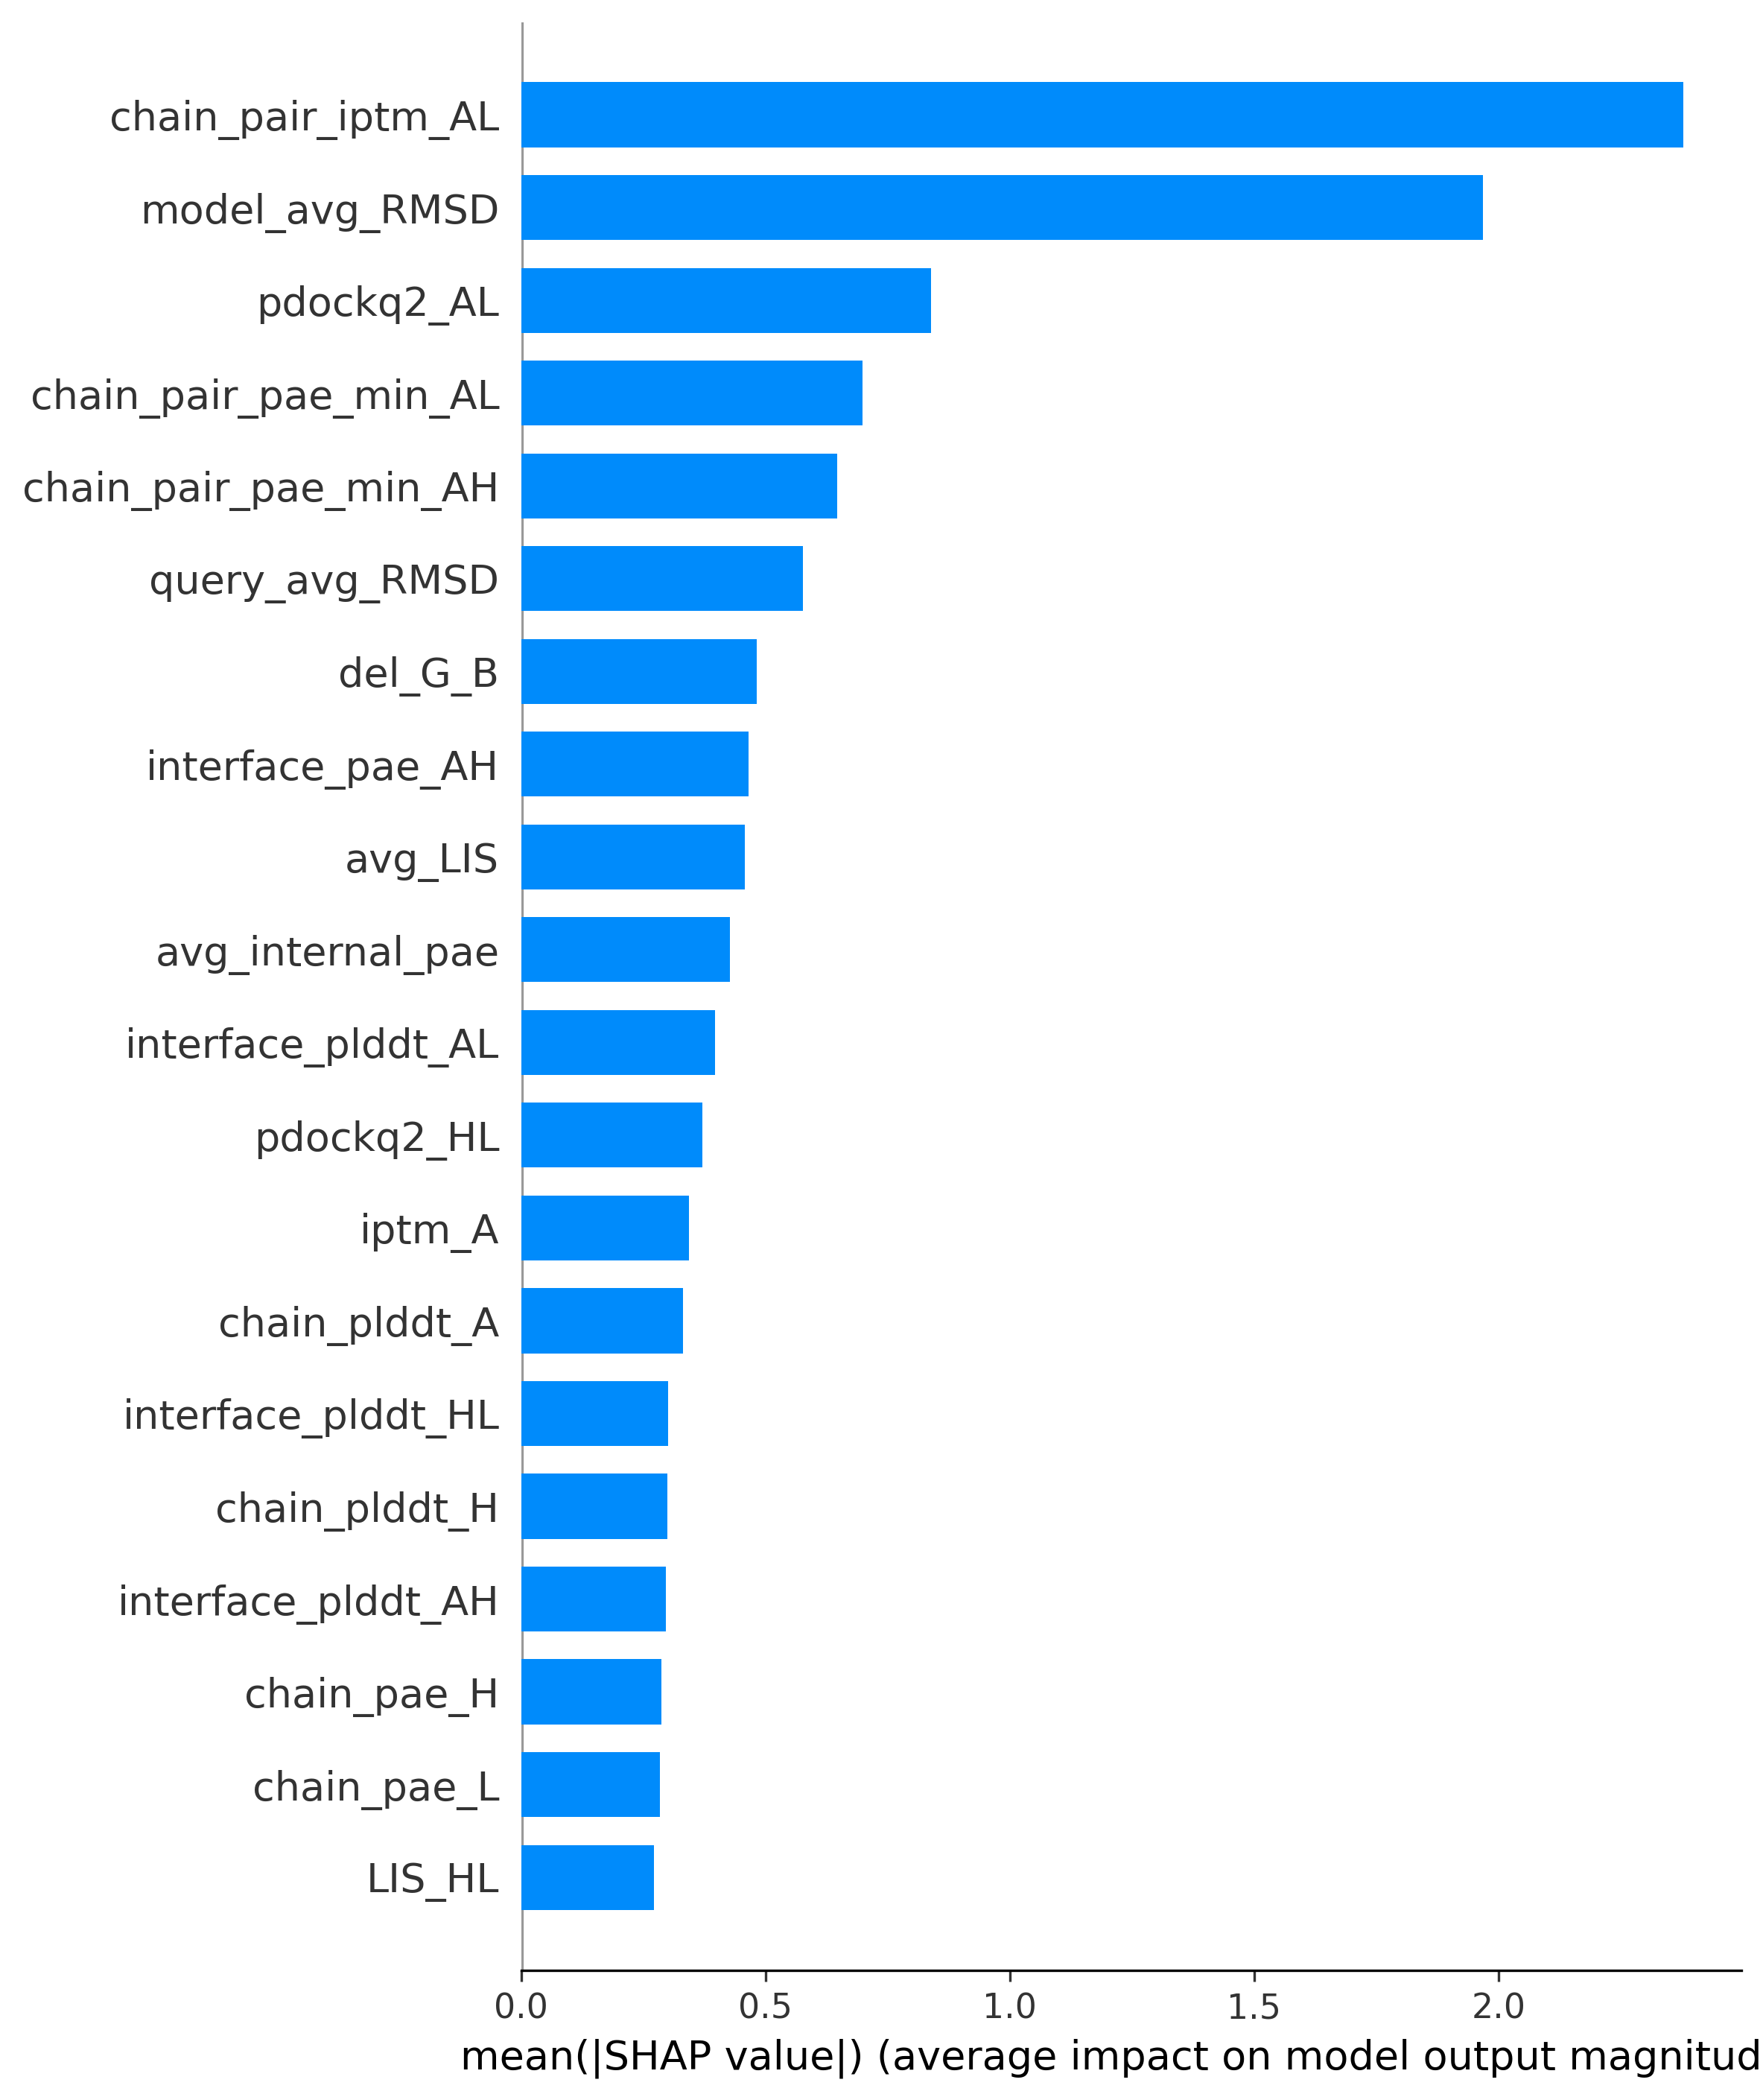 chain_pair_iptm_AL
model_avg_RMSD
pdockq2_AL
chain_pair_pae_min_AL
chain_pair_pae_min_AH
query_avg_RMSD
del_G_B
interface_pae_AH
avg_LIS
avg_internal_pae
interface_plddt_AL
pdockq2_HL
iptm_A
chain_plddt_A
interface_plddt_HL
chain_plddt_H
interface_plddt_AH
chain_pae_H
chain_pae_L
LIS_HL
0.0 0.5 1.0 1.5 2.0
mean(|SHAP value|) (average impact on model output magnitud